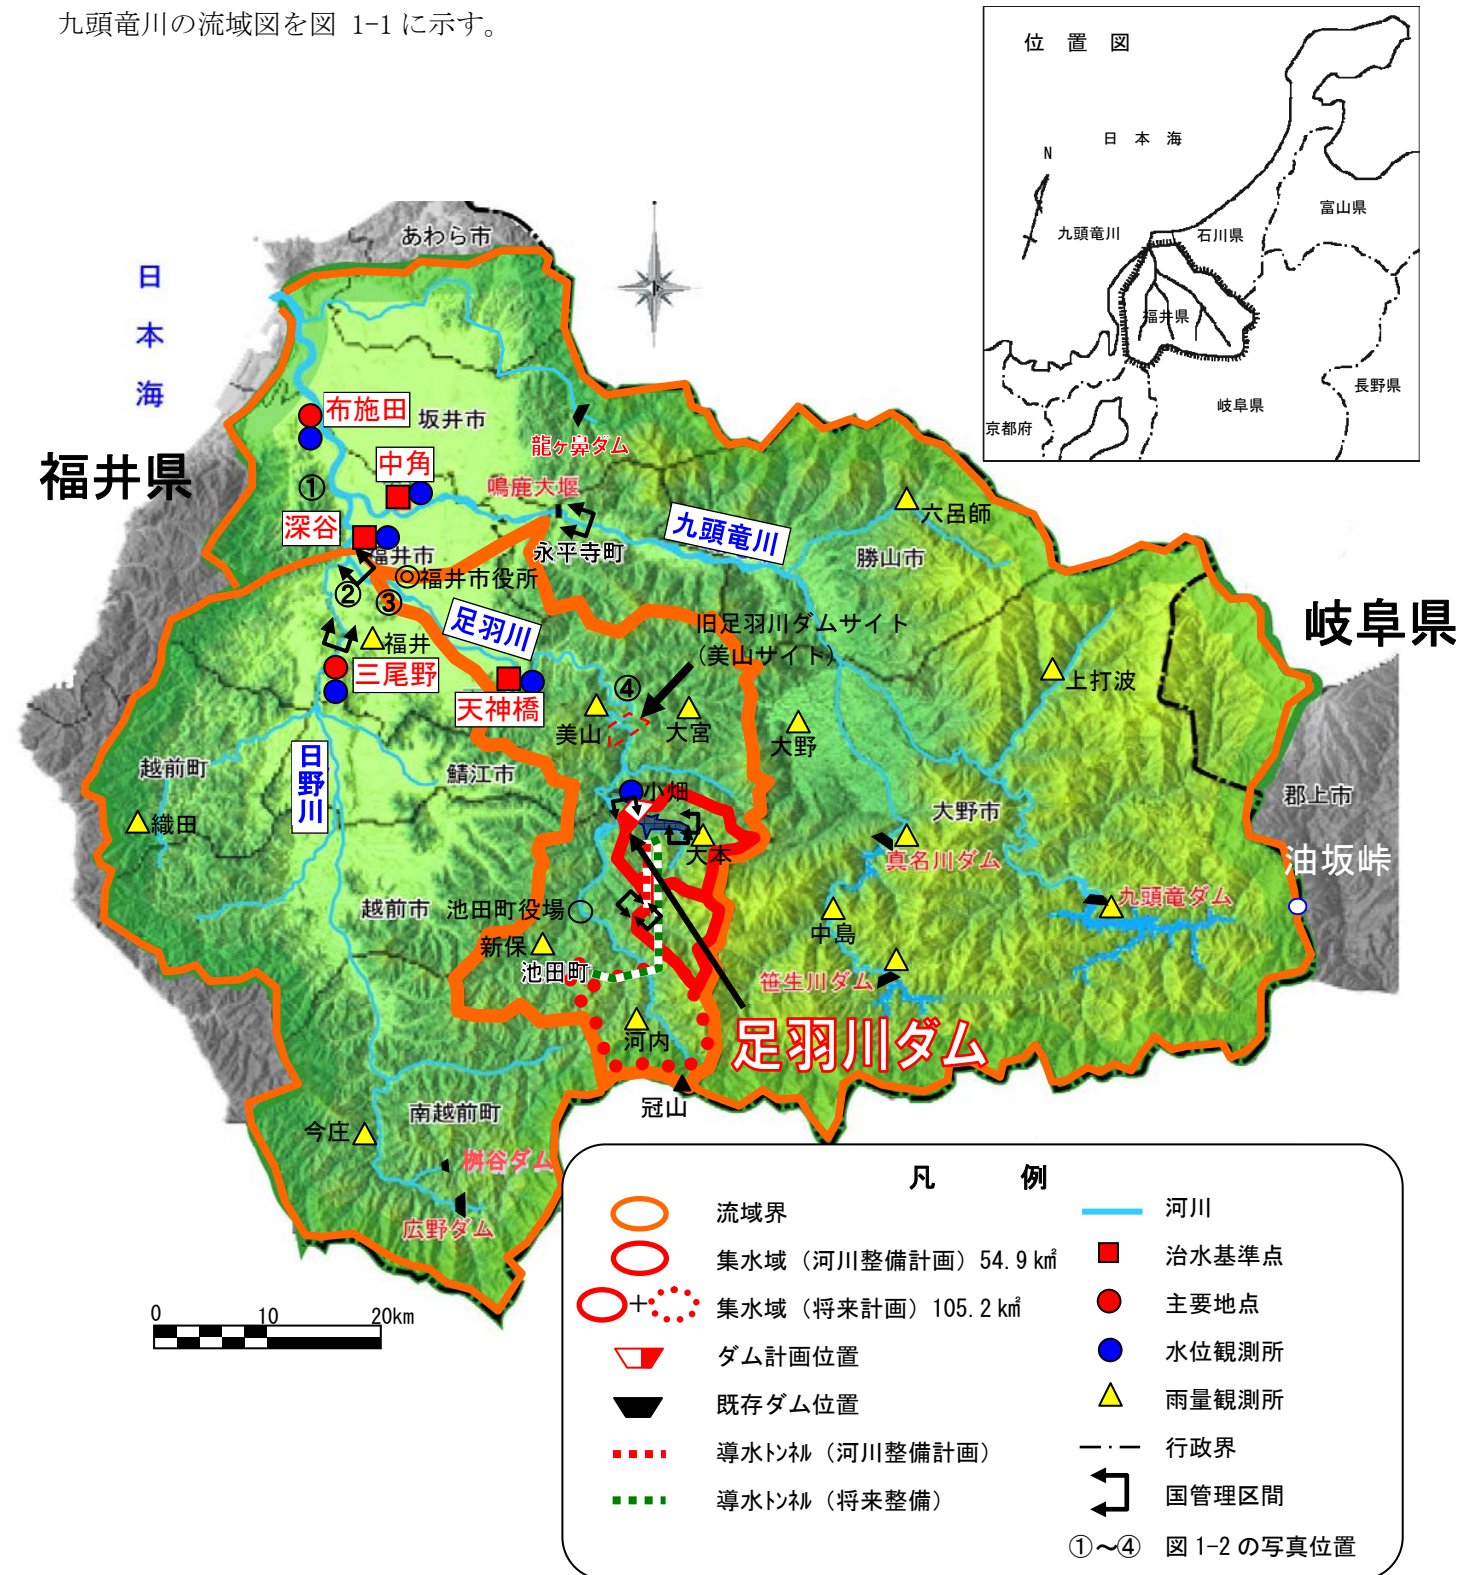 九頭竜川の流域図を図 1-1 に示す。
位 置 図
日 本 海
N
富山県
九頭竜川
石川県
福井県
長野県
岐阜県
京都府
あわら市
日
本
海
布施田
坂井市
龍ヶ鼻ダム
福井県
中角
鳴鹿大堰
①
六呂師
深谷
九頭竜川
福井市
永平寺町
勝山市
福井市役所
②
③
足羽川
旧足羽川ダムサイト
(美山サイト)
岐阜県
福井
三尾野
天神橋
④
上打波
美山
大宮
大野
越前町
日野川
鯖江市
小畑
大野市
郡上市
織田
大本
真名川ダム
油坂峠
九頭竜ダム
越前市
池田町役場
中島
新保
池田町
笹生川ダム
河内
足羽川ダム
冠山
南越前町
今庄
桝谷ダム
広野ダム
0 10 20km
凡 例
流域界
集水域（河川整備計画）54.9㎢
+
集水域（将来計画）105.2㎢
ダム計画位置
既存ダム位置
導水ﾄﾝﾈﾙ（河川整備計画）
導水ﾄﾝﾈﾙ（将来整備）
河川
治水基準点
主要地点
水位観測所
雨量観測所
行政界
国管理区間
①～④ 図 1-2 の写真位置